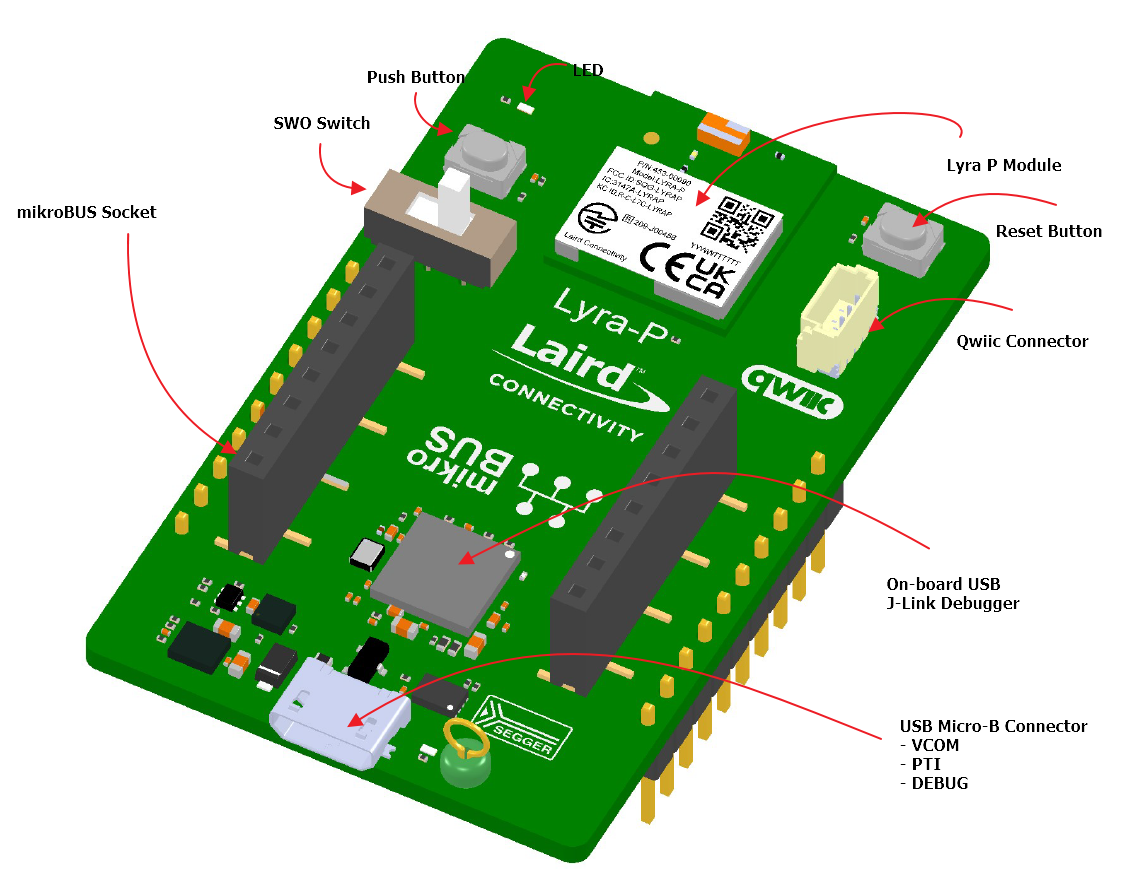 LED
Push Button
SWO Switch
mikroBUS Socket
Lyra P Module
Reset Button
Qwiic Connector
On-board USB
J-Link Debugger
USB Micro-B Connector
- VCOM
- PTI
- DEBUG
P/N 453-00090
Model LYRA-P
FCC ID:SQG-LYRAP
IC:3147A-LYRAP
KC ID:R-C-L7C-LYRAP
209-J00488
YYWWTTTTTT
Laird Connectivity
CE
UK
CA
Lyra-P
Laird™
CONNECTIVITY
qwiic
mikro
BUS
SEGGER